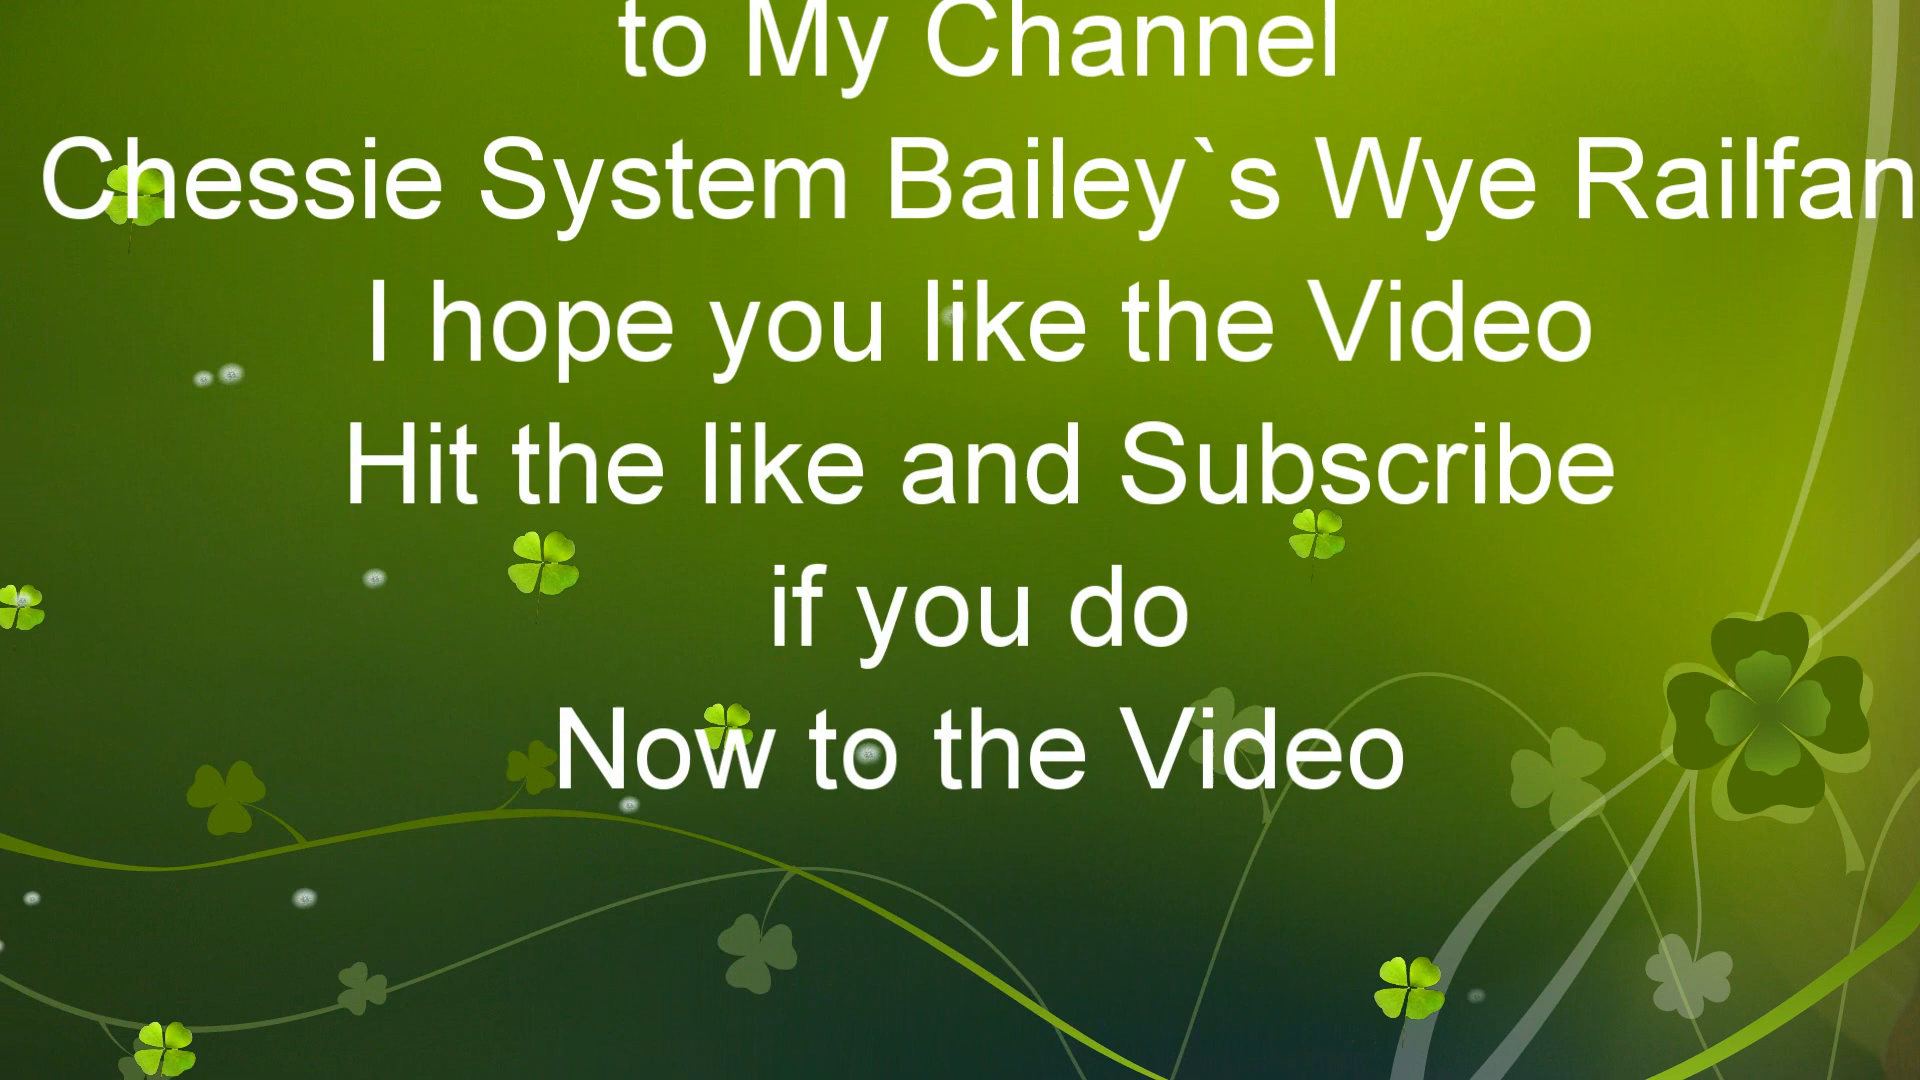 to My Channel
Chessie System Bailey`s Wye Railfan
I hope you like the Video
Hit the like and Subscribe
if you do
Now to the Video